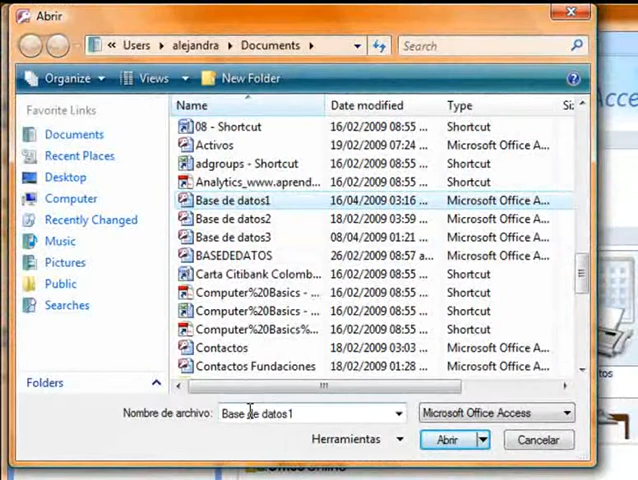 Abrir
« Users ▸ alejandra ▸ Documents ▸ Search
Organize Views New Folder
Favorite Links
Documents
Recent Places
Desktop
Computer
Recently Changed
Music
Pictures
Public
Searches
Folders
Name Date modified Type
08 - Shortcut 16/02/2009 08:55 ... Shortcut
Activos 19/02/2009 07:24 ... Microsoft Office A...
adgroups - Shortcut 16/02/2009 08:55 ... Shortcut
Analytics_www.aprend... 16/02/2009 08:55 ... Shortcut
Base de datos1 16/04/2009 03:16 ... Microsoft Office A...
Base de datos2 18/02/2009 03:59 ... Microsoft Office A...
Base de datos3 08/04/2009 01:21 ... Microsoft Office A...
BASEDEDATOS 26/02/2009 08:57 a... Microsoft Office A...
Carta Citibank Colomb... 16/02/2009 08:55 ... Shortcut
Computer%20Basics - ... 16/02/2009 08:55 ... Shortcut
Computer%20Basics - ... 16/02/2009 08:55 ... Shortcut
Computer%20Basics%... 16/02/2009 08:55 ... Shortcut
Contactos 18/02/2009 03:03 ... Microsoft Office A...
Contactos Fundaciones 18/02/2009 01:28 ... Microsoft Office A...
Nombre de archivo: Base de datos1 Microsoft Office Access
Herramientas Abrir Cancelar